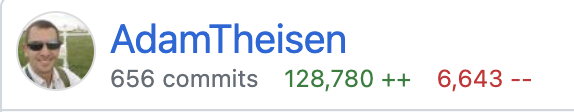 AdamTheisen
656 commits 128,780 ++ 6,643 --